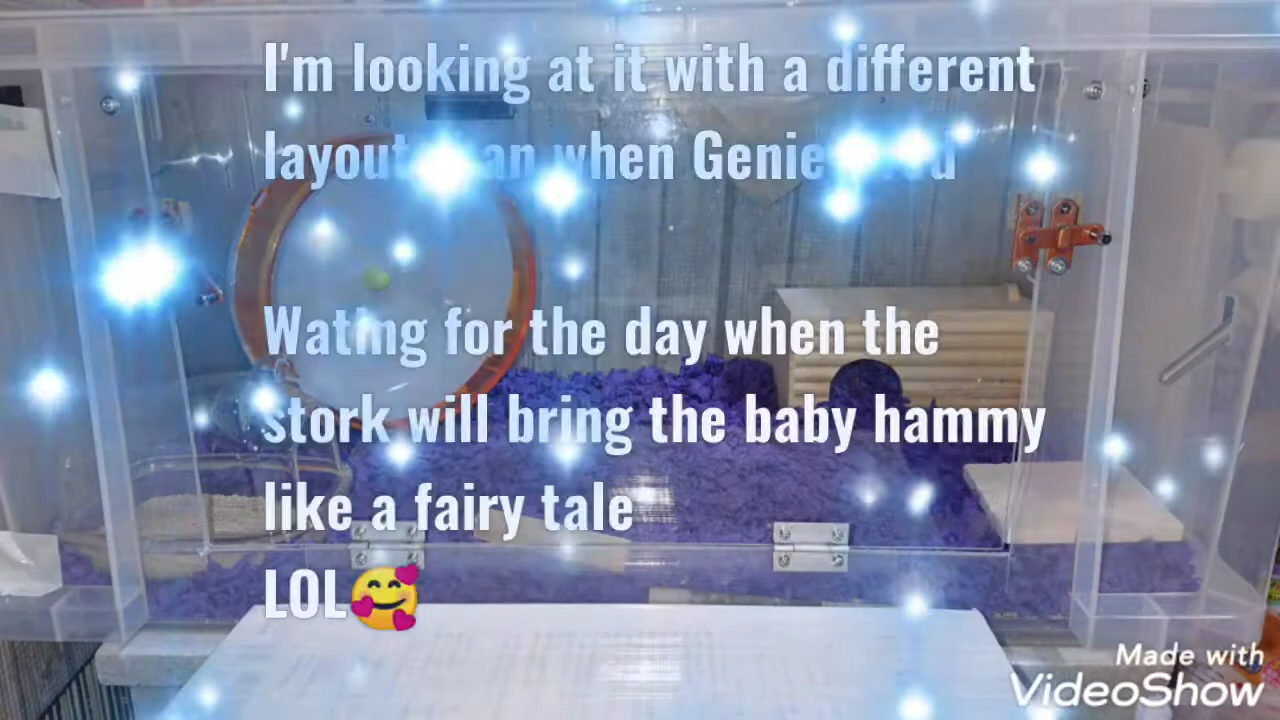 I'm looking at it with a different
layout than when Genie
Wating for the day when the
stork will bring the baby hammy
like a fairy tale
LOL🥰
Made with
VideoShow